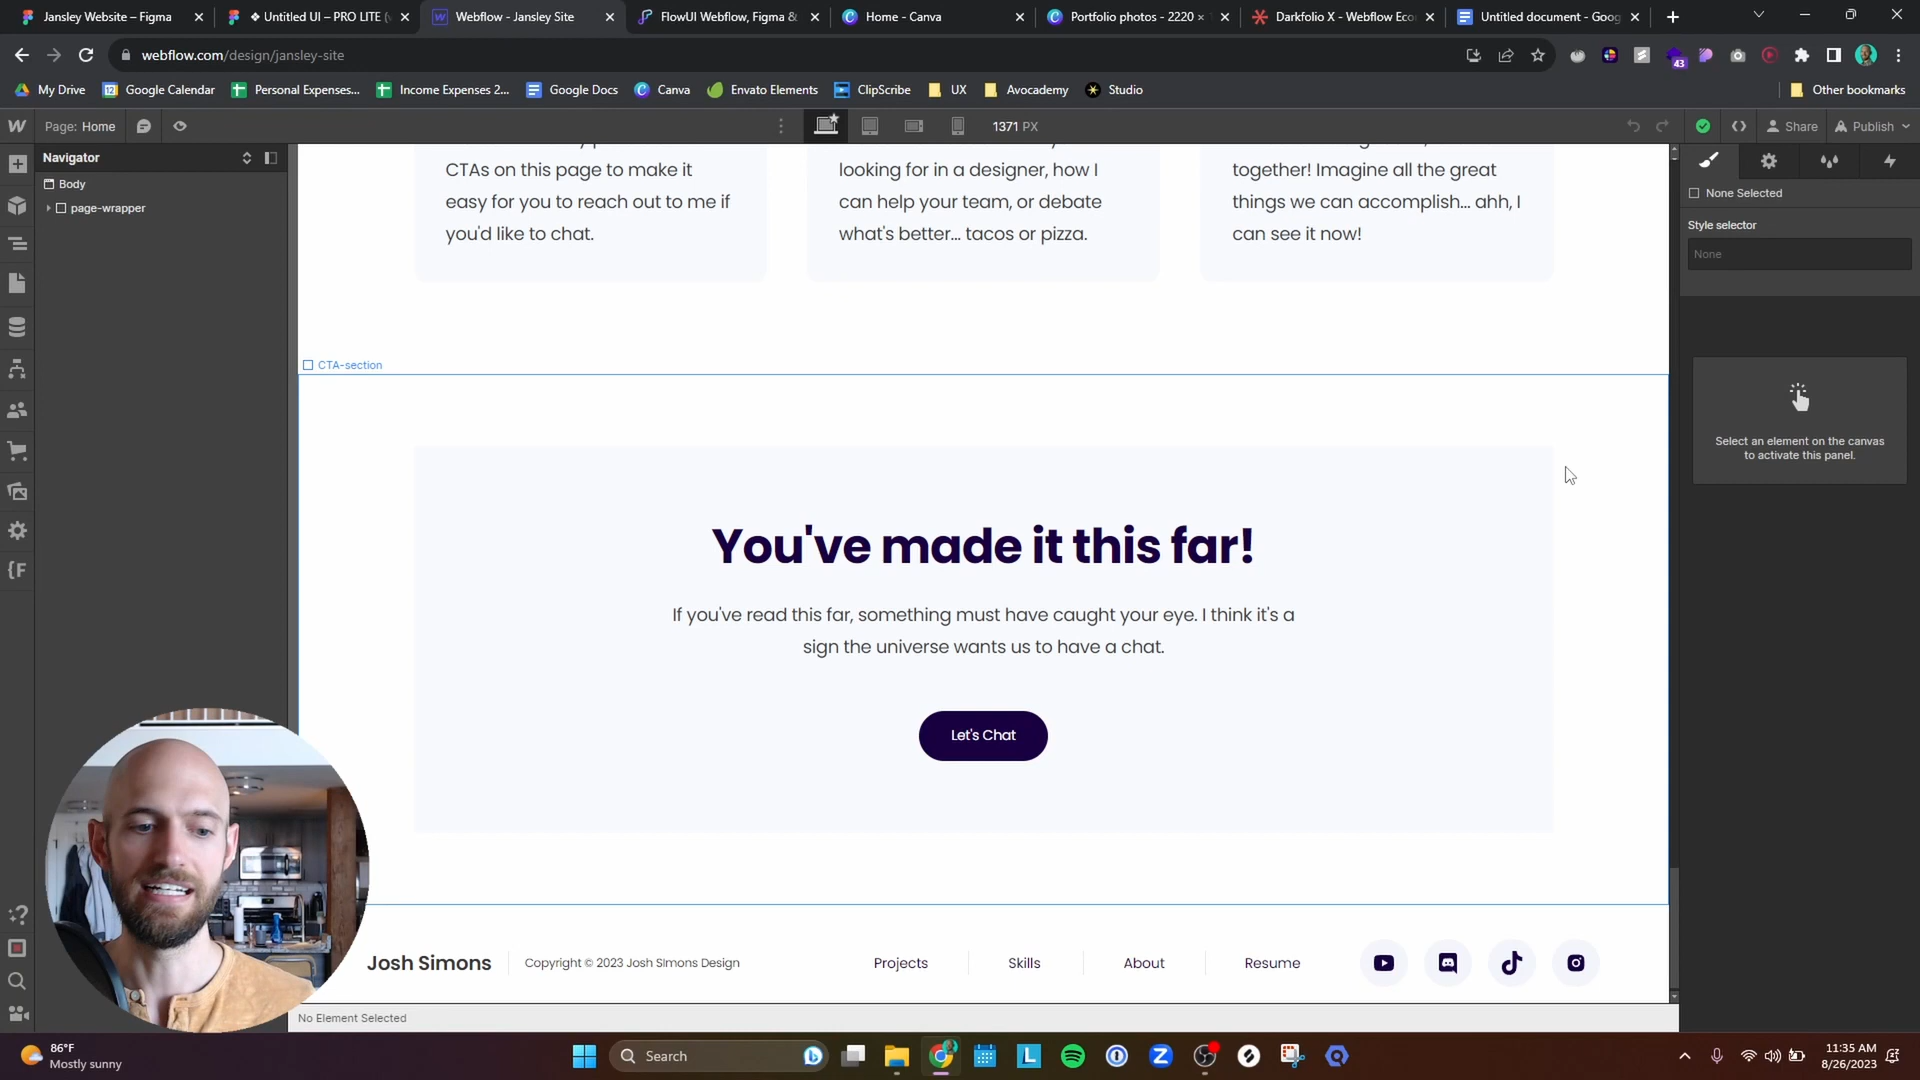 Jansley Website – Figma
❖ Untitled UI – PRO LITE (
Webflow - Jansley Site
FlowUI Webflow, Figma &
Home - Canva
Portfolio photos - 2220 ×
Darkfolio X - Webflow Eco
Untitled document - Goog
webflow.com/design/jansley-site
43
My Drive
Google Calendar
Personal Expenses...
Income Expenses 2...
Google Docs
Canva
Envato Elements
ClipScribe
UX
Avocademy
Studio
Other bookmarks
Page: Home
1371 PX
Share
Publish
Navigator
Body
page-wrapper
CTAs on this page to make it
easy for you to reach out to me if
you'd like to chat.
looking for in a designer, how I
can help your team, or debate
what's better... tacos or pizza.
together! Imagine all the great
things we can accomplish... ahh, I
can see it now!
None Selected
Style selector
None
Select an element on the canvas
to activate this panel.
CTA-section
You've made it this far!
If you've read this far, something must have caught your eye. I think it's a
sign the universe wants us to have a chat.
Let's Chat
Josh Simons
Copyright © 2023 Josh SImons Design
Projects
Skills
About
Resume
No Element Selected
86°F
Mostly sunny
Search
11:35 AM
8/26/2023